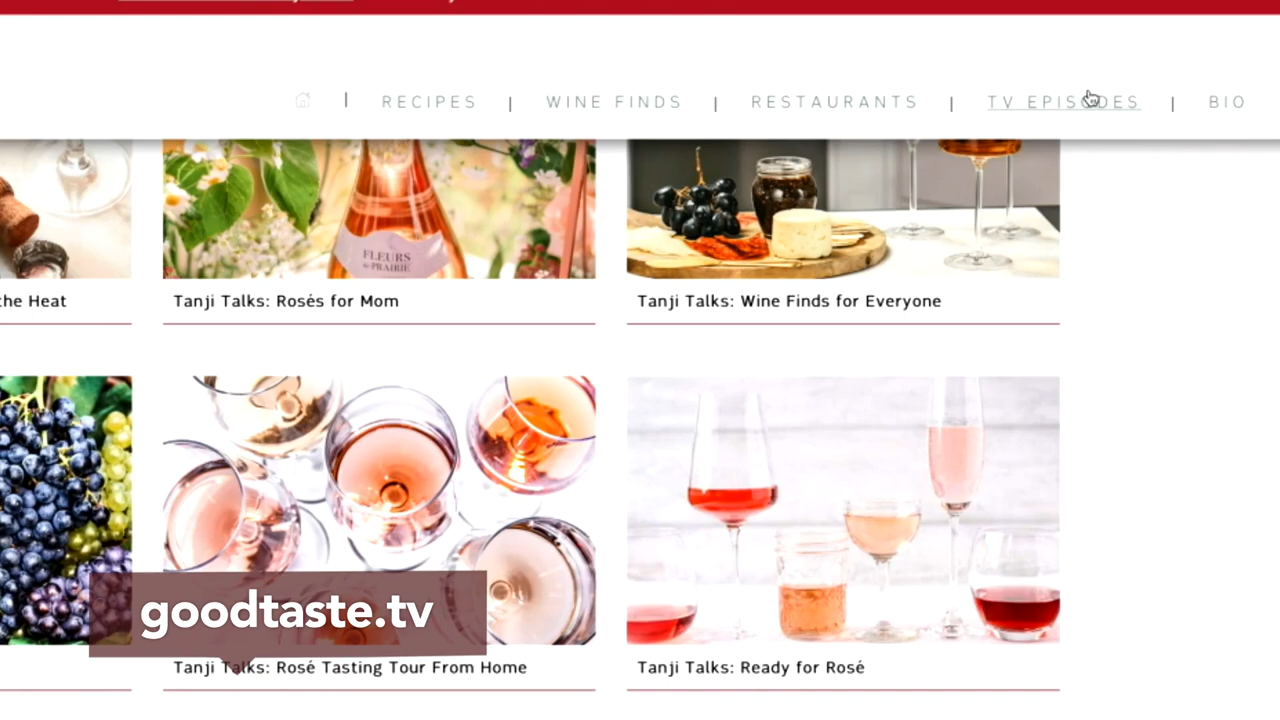 RECIPES | WINE FINDS | RESTAURANTS | TV EPISODES | BIO
FLEURS
de PRAIRIE
the Heat
Tanji Talks: Rosés for Mom
Tanji Talks: Wine Finds for Everyone
goodtaste.tv
Tanji Talks: Rosé Tasting Tour From Home
Tanji Talks: Ready for Rosé